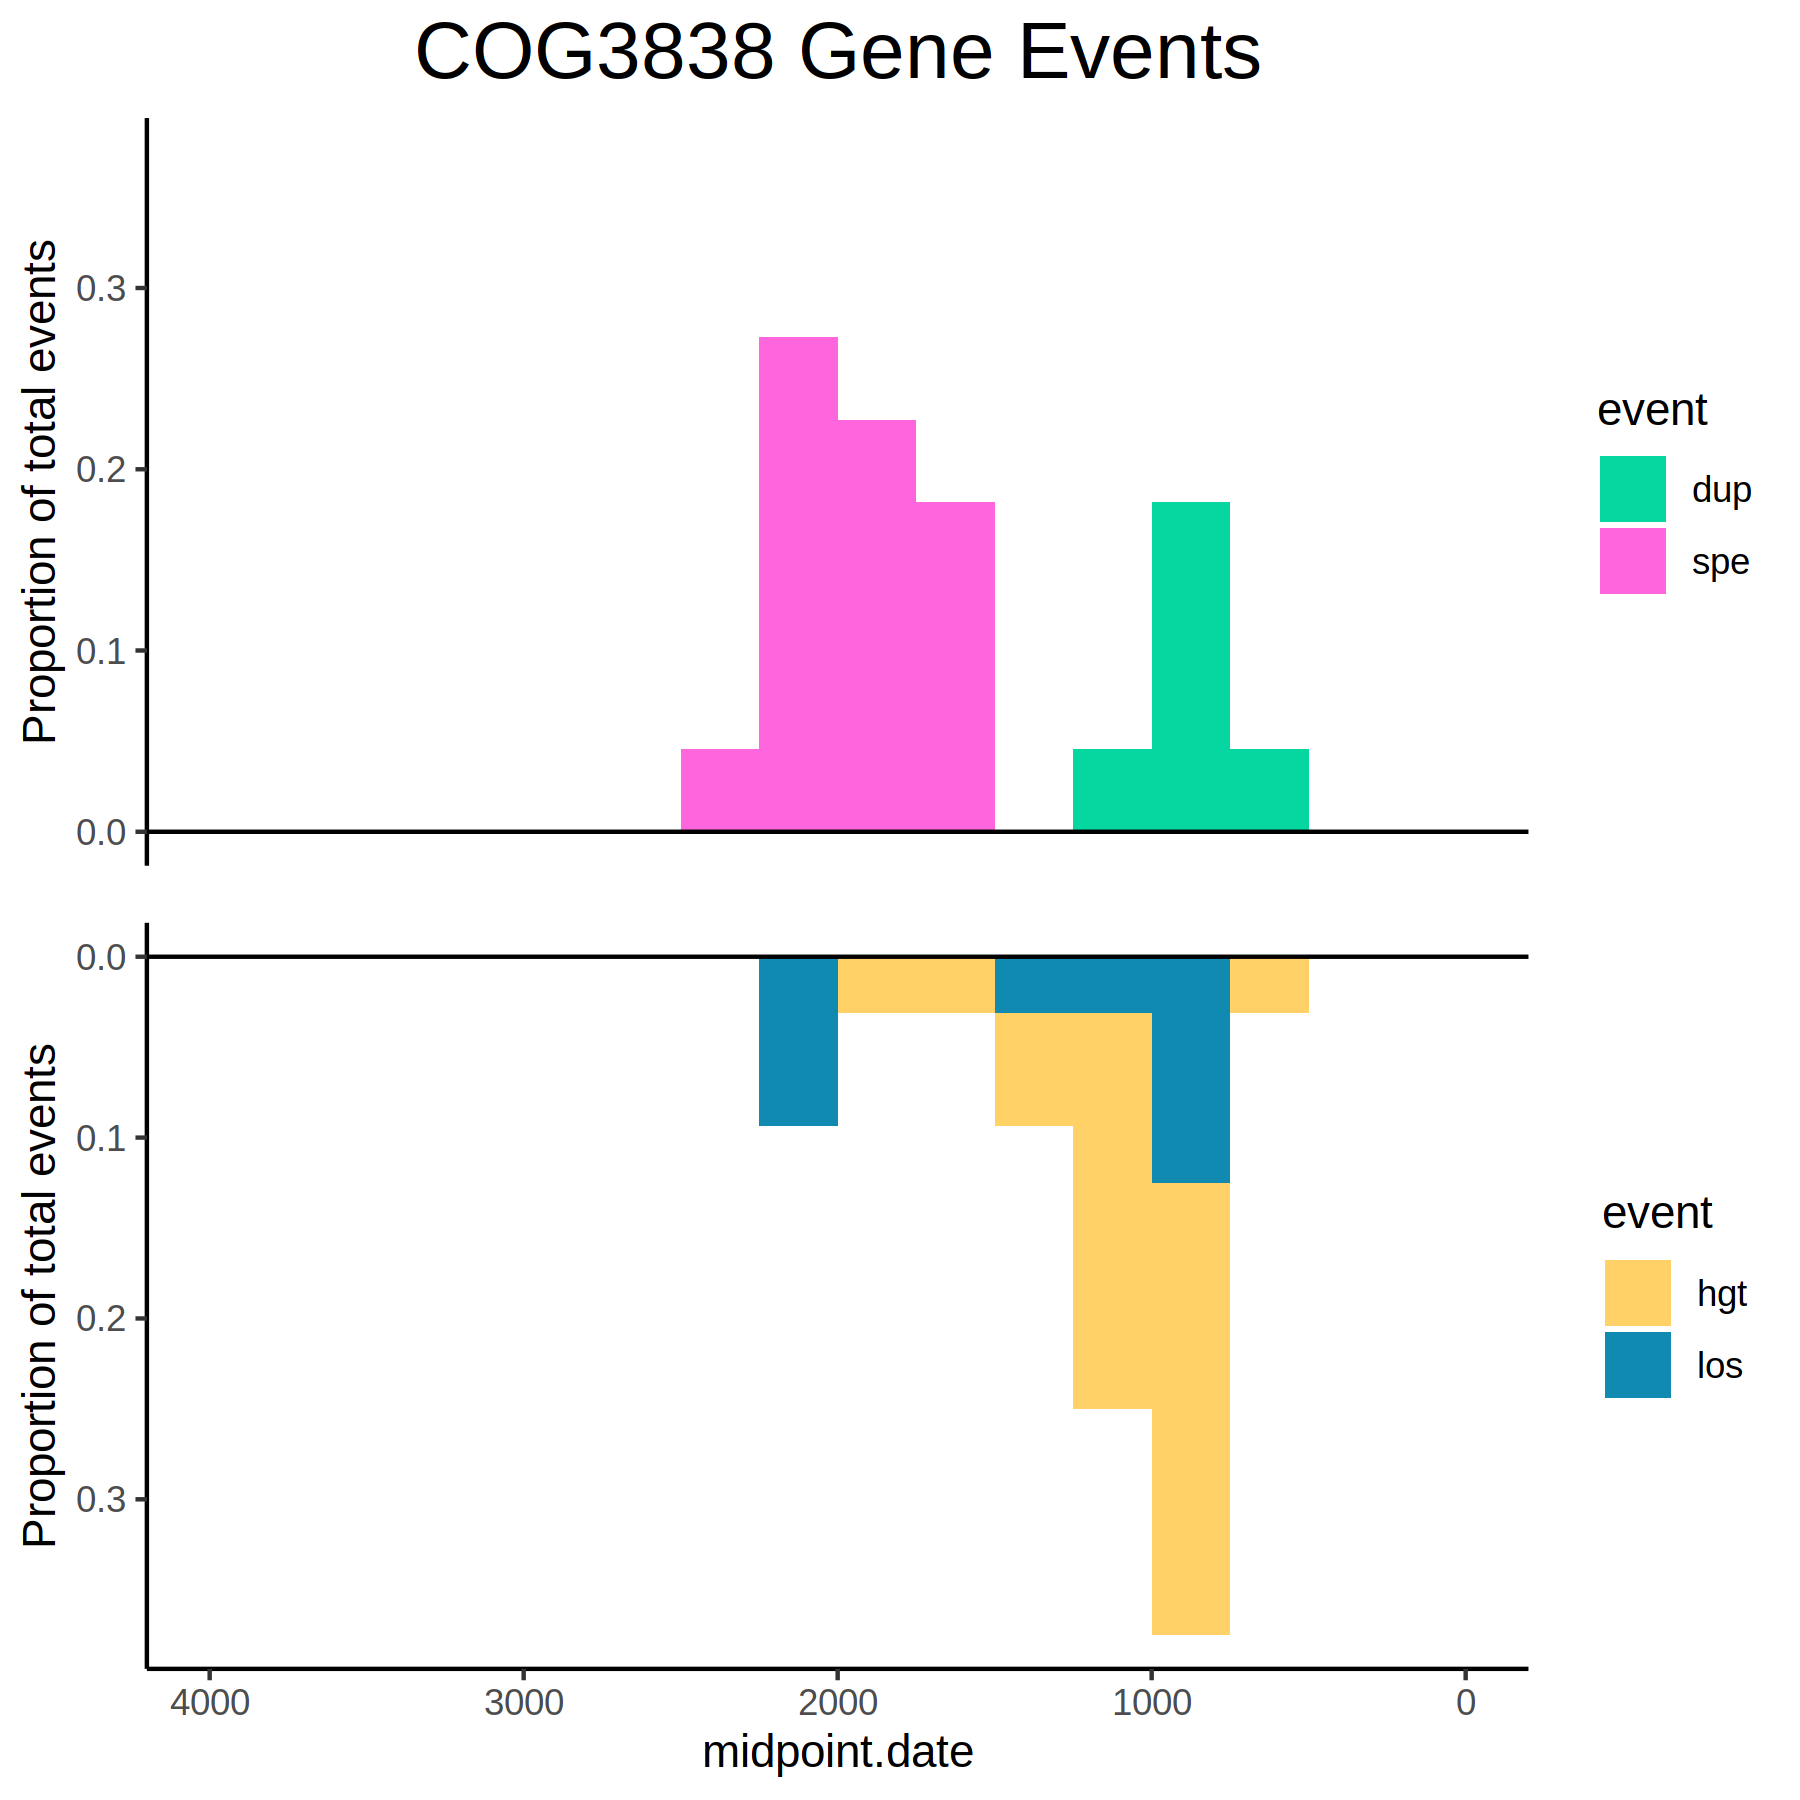 COG3838 Gene Events
Proportion of total events
0.3
0.2
0.1
0.0
event
dup
spe
Proportion of total events
0.0
0.1
0.2
0.3
event
hgt
los
4000 3000 2000 1000 0
midpoint.date